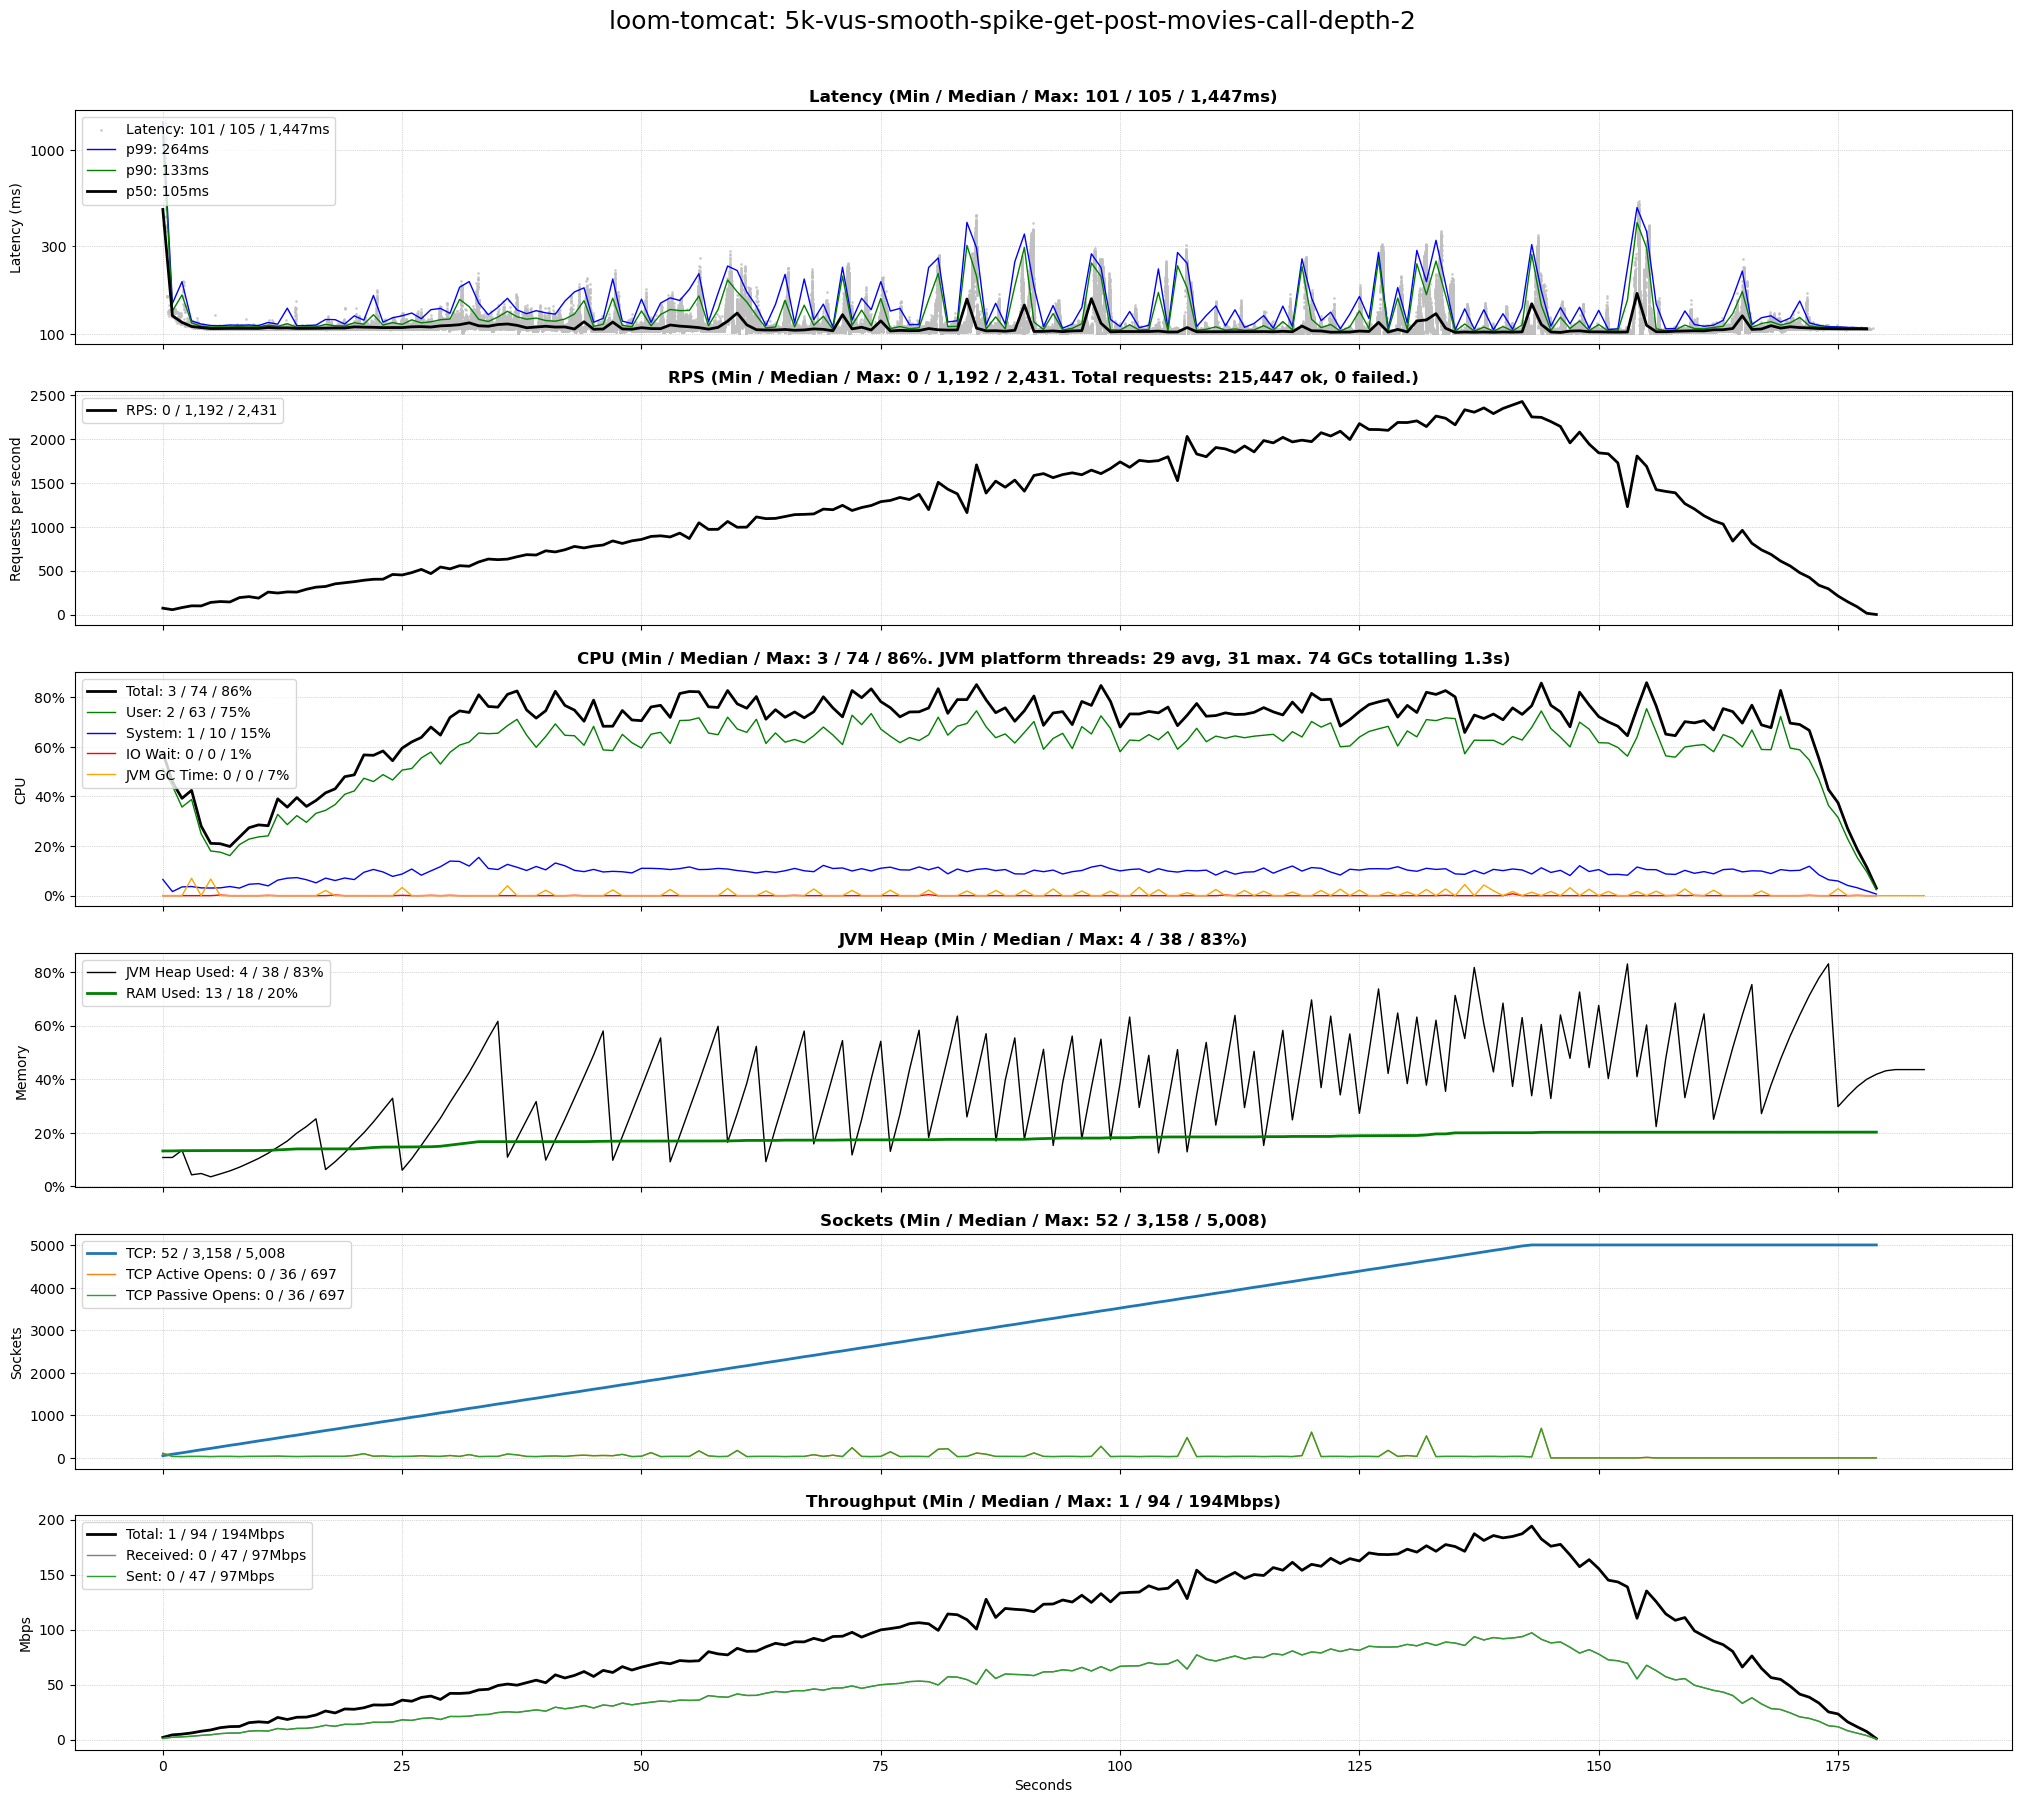 loom-tomcat: 5k-vus-smooth-spike-get-post-movies-call-depth-2
Latency (Min / Median / Max: 101 / 105 / 1,447ms)
Latency: 101 / 105 / 1,447ms
p99: 264ms
p90: 133ms
p50: 105ms
1000
300
100
Latency (ms)
RPS (Min / Median / Max: 0 / 1,192 / 2,431. Total requests: 215,447 ok, 0 failed.)
RPS: 0 / 1,192 / 2,431
2500
2000
1500
1000
500
0
Requests per second
CPU (Min / Median / Max: 3 / 74 / 86%. JVM platform threads: 29 avg, 31 max. 74 GCs totalling 1.3s)
Total: 3 / 74 / 86%
User: 2 / 63 / 75%
System: 1 / 10 / 15%
IO Wait: 0 / 0 / 1%
JVM GC Time: 0 / 0 / 7%
80%
60%
40%
20%
0%
CPU
JVM Heap (Min / Median / Max: 4 / 38 / 83%)
JVM Heap Used: 4 / 38 / 83%
RAM Used: 13 / 18 / 20%
80%
60%
40%
20%
0%
Memory
Sockets (Min / Median / Max: 52 / 3,158 / 5,008)
TCP: 52 / 3,158 / 5,008
TCP Active Opens: 0 / 36 / 697
TCP Passive Opens: 0 / 36 / 697
5000
4000
3000
2000
1000
0
Sockets
Throughput (Min / Median / Max: 1 / 94 / 194Mbps)
Total: 1 / 94 / 194Mbps
Received: 0 / 47 / 97Mbps
Sent: 0 / 47 / 97Mbps
200
150
100
50
0
Mbps
0 25 50 75 100 125 150 175
Seconds